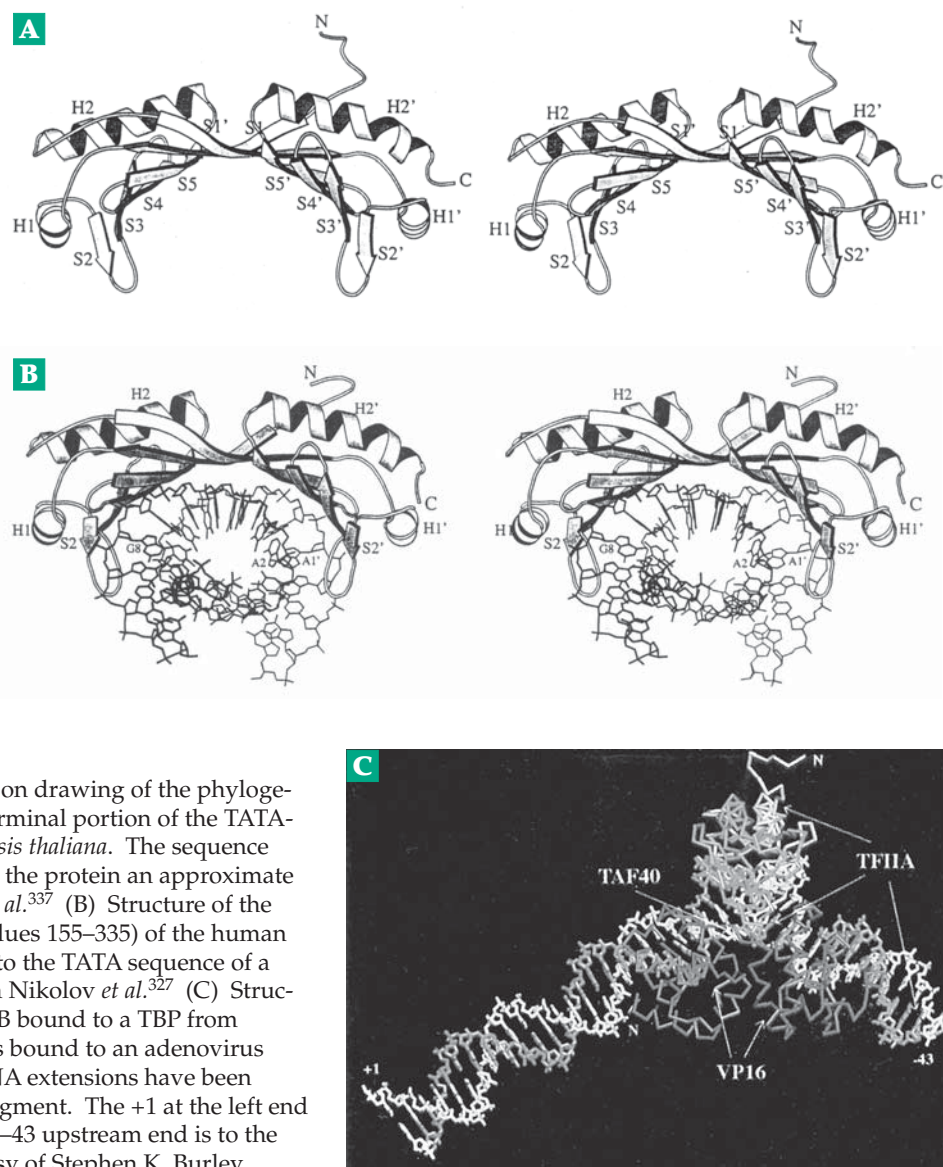 A
N
N
H2
S1'
S1
H2'
H2
S1'
S1
H2'
S5
S5'
C
S5
S5'
C
S4
S4'
S4
S4'
H1
S3
S3'
H1'
H1
S3
S3'
H1'
S2
S2'
S2
S2'
B
N
N
H2
H2'
H2
H2'
C
C
H1
H1'
H1
H1'
S2
G8
A2
A1'
S2'
S2
G8
A2
A1'
S2'
on drawing of the phyloge-
rminal portion of the TATA-
sis thaliana. The sequence
the protein an approximate
al.337 (B) Structure of the
lues 155–335) of the human
to the TATA sequence of a
n Nikolov et al.327 (C) Struc-
B bound to a TBP from
s bound to an adenovirus
NA extensions have been
gment. The +1 at the left end
–43 upstream end is to the
sy of Stephen K. Burley
C
N
TAF40
TFIIA
N
+1
VP16
-43